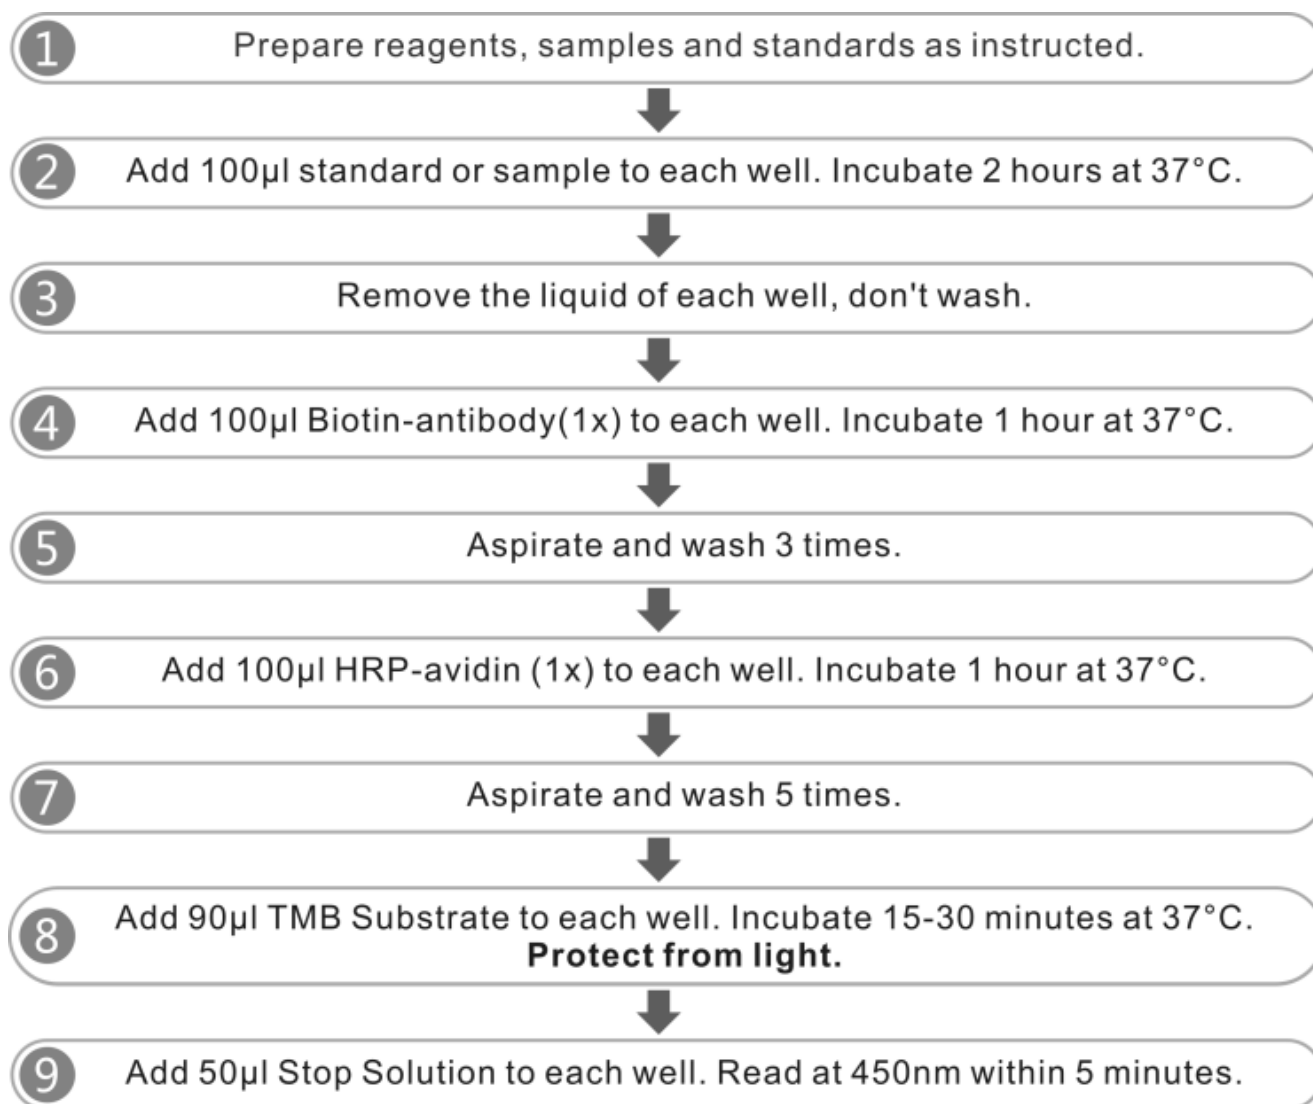 1 Prepare reagents, samples and standards as instructed.
2 Add 100µl standard or sample to each well. Incubate 2 hours at 37°C.
3 Remove the liquid of each well, don't wash.
4 Add 100µl Biotin-antibody(1x) to each well. Incubate 1 hour at 37°C.
5 Aspirate and wash 3 times.
6 Add 100µl HRP-avidin (1x) to each well. Incubate 1 hour at 37°C.
7 Aspirate and wash 5 times.
8 Add 90µl TMB Substrate to each well. Incubate 15-30 minutes at 37°C.
Protect from light.
9 Add 50µl Stop Solution to each well. Read at 450nm within 5 minutes.